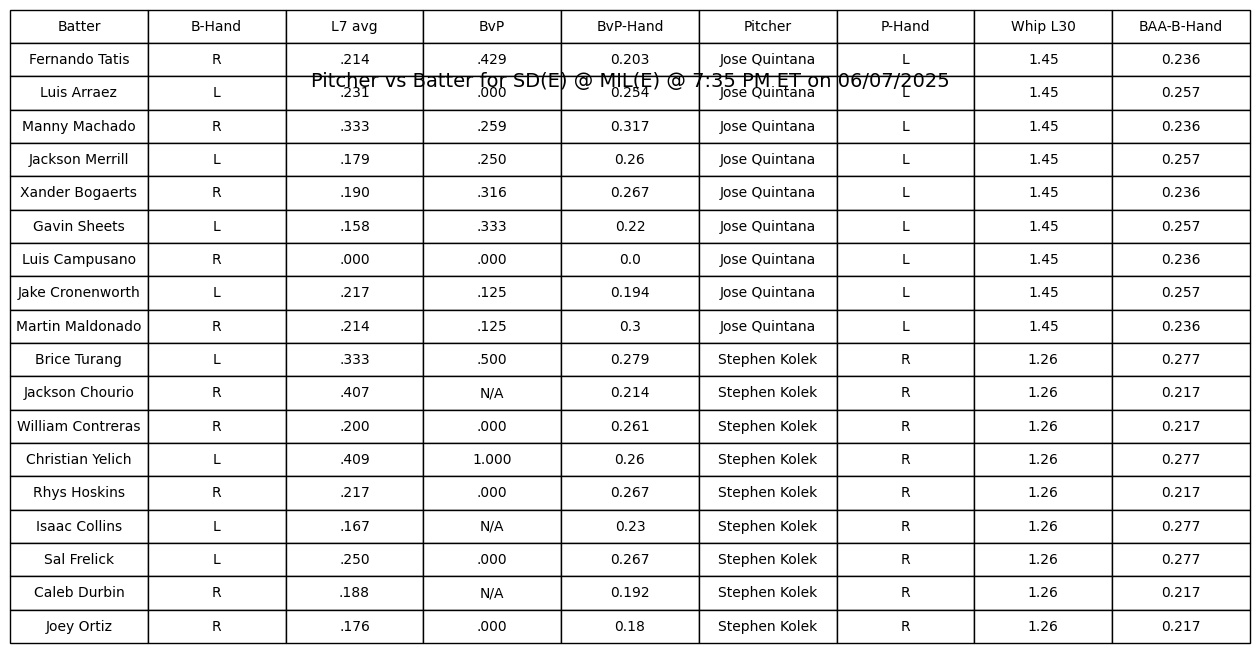 Batter B-Hand L7 avg BvP BvP-Hand Pitcher P-Hand Whip L30 BAA-B-Hand
Fernando Tatis R .214 .429 0.203 Jose Quintana L 1.45 0.236
Pitcher vs Batter for SD(E) @ MIL(E) @ 7:35 PM ET on 06/07/2025
Luis Arraez L .231 .000 0.254 Jose Quintana L 1.45 0.257
Manny Machado R .333 .259 0.317 Jose Quintana L 1.45 0.236
Jackson Merrill L .179 .250 0.26 Jose Quintana L 1.45 0.257
Xander Bogaerts R .190 .316 0.267 Jose Quintana L 1.45 0.236
Gavin Sheets L .158 .333 0.22 Jose Quintana L 1.45 0.257
Luis Campusano R .000 .000 0.0 Jose Quintana L 1.45 0.236
Jake Cronenworth L .217 .125 0.194 Jose Quintana L 1.45 0.257
Martin Maldonado R .214 .125 0.3 Jose Quintana L 1.45 0.236
Brice Turang L .333 .500 0.279 Stephen Kolek R 1.26 0.277
Jackson Chourio R .407 N/A 0.214 Stephen Kolek R 1.26 0.217
William Contreras R .200 .000 0.261 Stephen Kolek R 1.26 0.217
Christian Yelich L .409 1.000 0.26 Stephen Kolek R 1.26 0.277
Rhys Hoskins R .217 .000 0.267 Stephen Kolek R 1.26 0.217
Isaac Collins L .167 N/A 0.23 Stephen Kolek R 1.26 0.277
Sal Frelick L .250 .000 0.267 Stephen Kolek R 1.26 0.277
Caleb Durbin R .188 N/A 0.192 Stephen Kolek R 1.26 0.217
Joey Ortiz R .176 .000 0.18 Stephen Kolek R 1.26 0.217